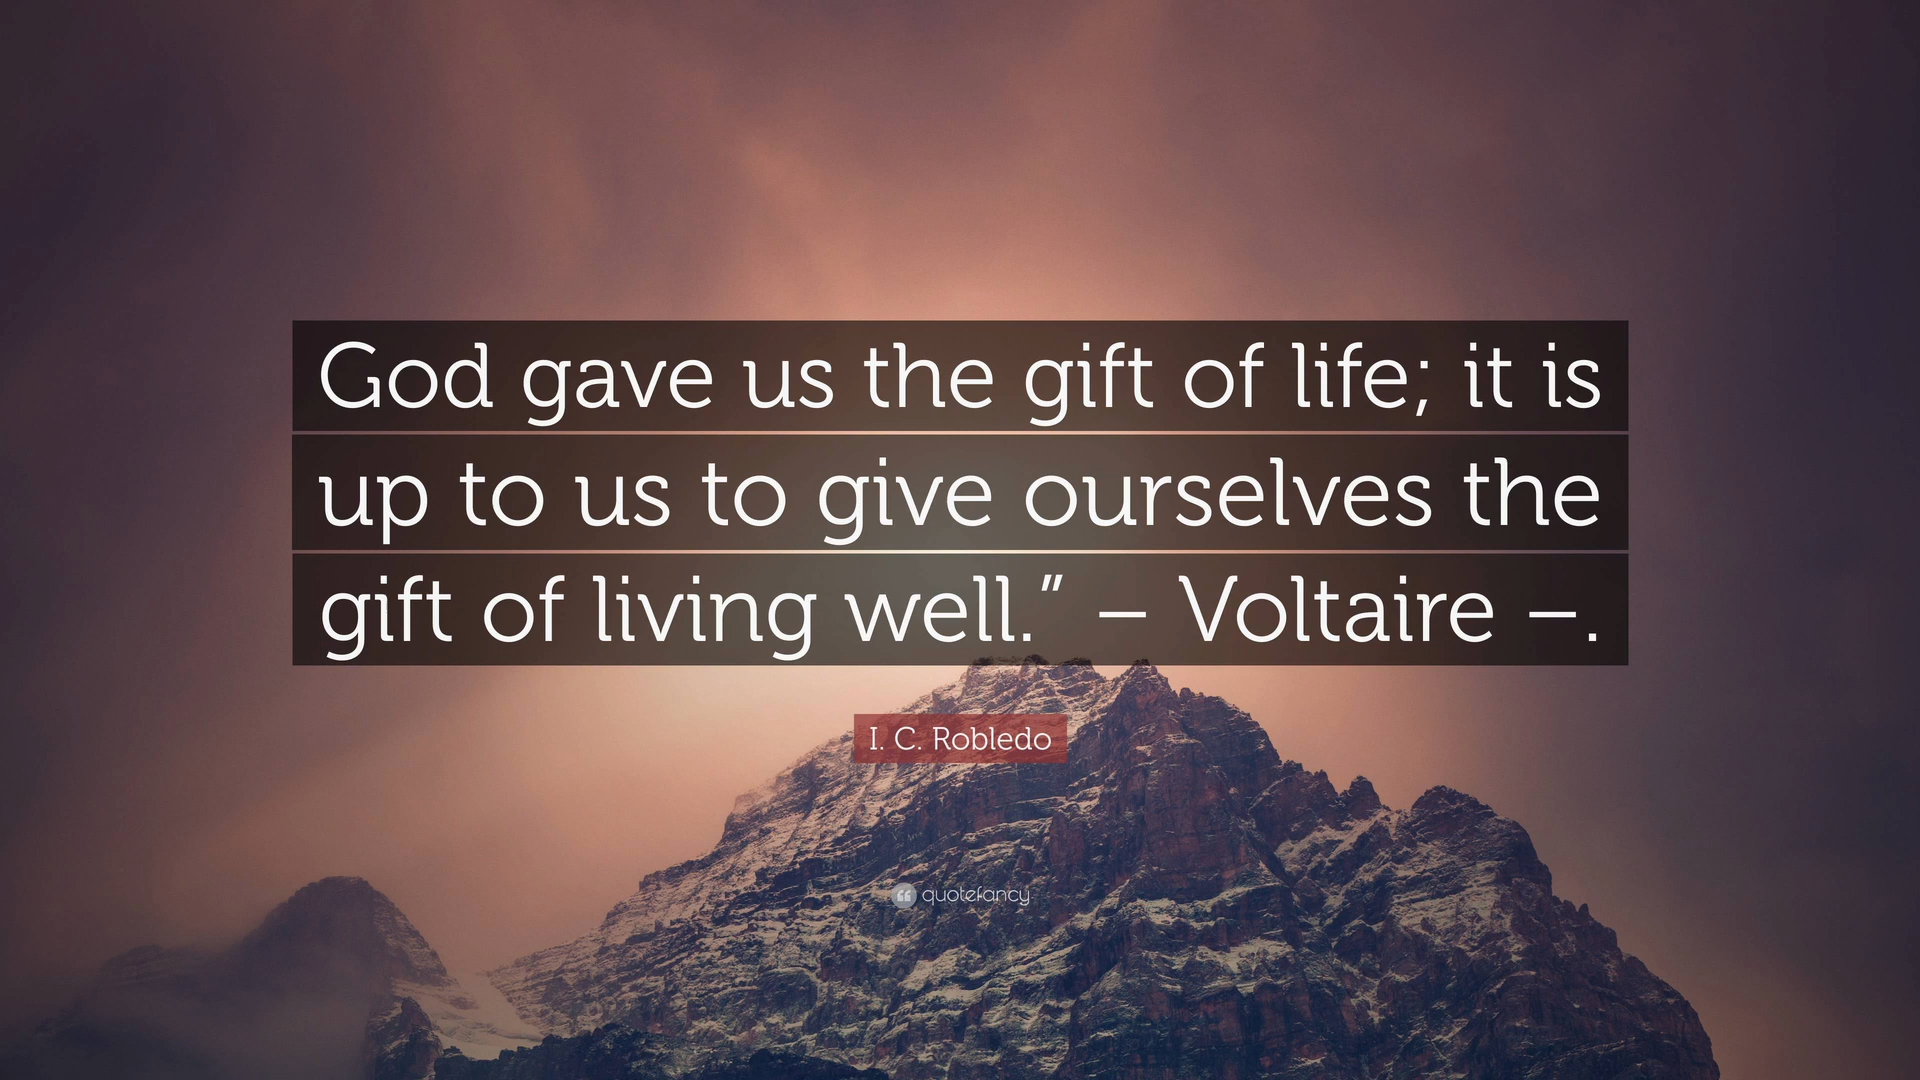 God gave us the gift of life; it is
up to us to give ourselves the
gift of living well.” – Voltaire –.
I. C. Robledo
quotefancy